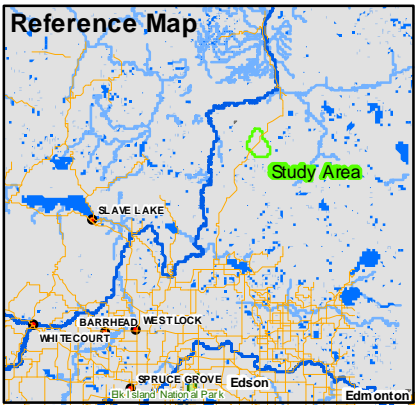 Reference Map
Study Area
SLAVE LAKE
BARRHEAD
WESTLOCK
WHITECOURT
SPRUCE GROVE
Edson
Elk Island National Park
Edmonton